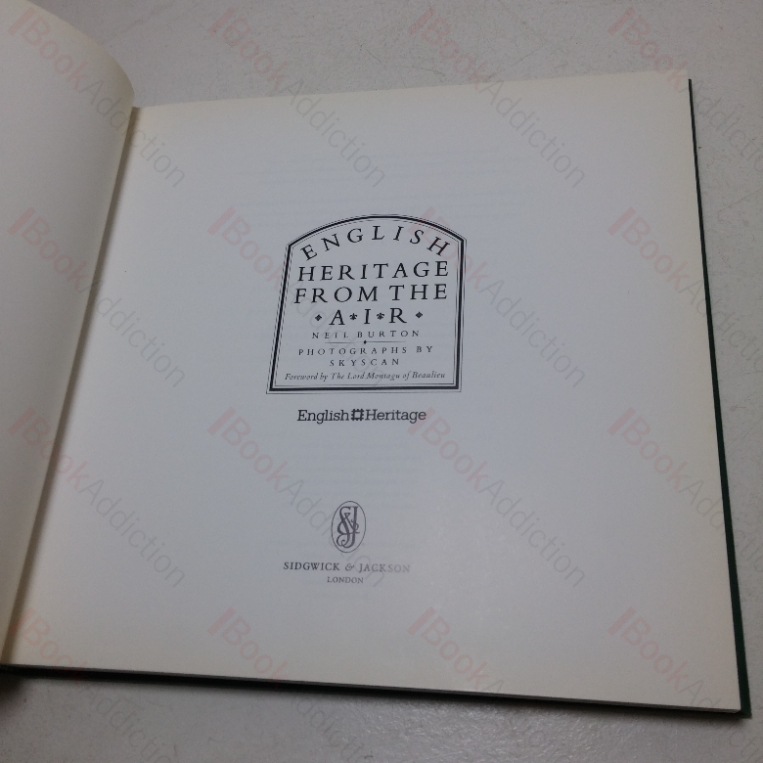 ENGLISH
HERITAGE
FROM THE
A·I·R
NEIL BURTON
PHOTOGRAPHS BY
SKYSCAN
Foreword by The Lord Montagu of Beaulieu
English Heritage
S&J
SIDGWICK & JACKSON
LONDON
BookAddiction